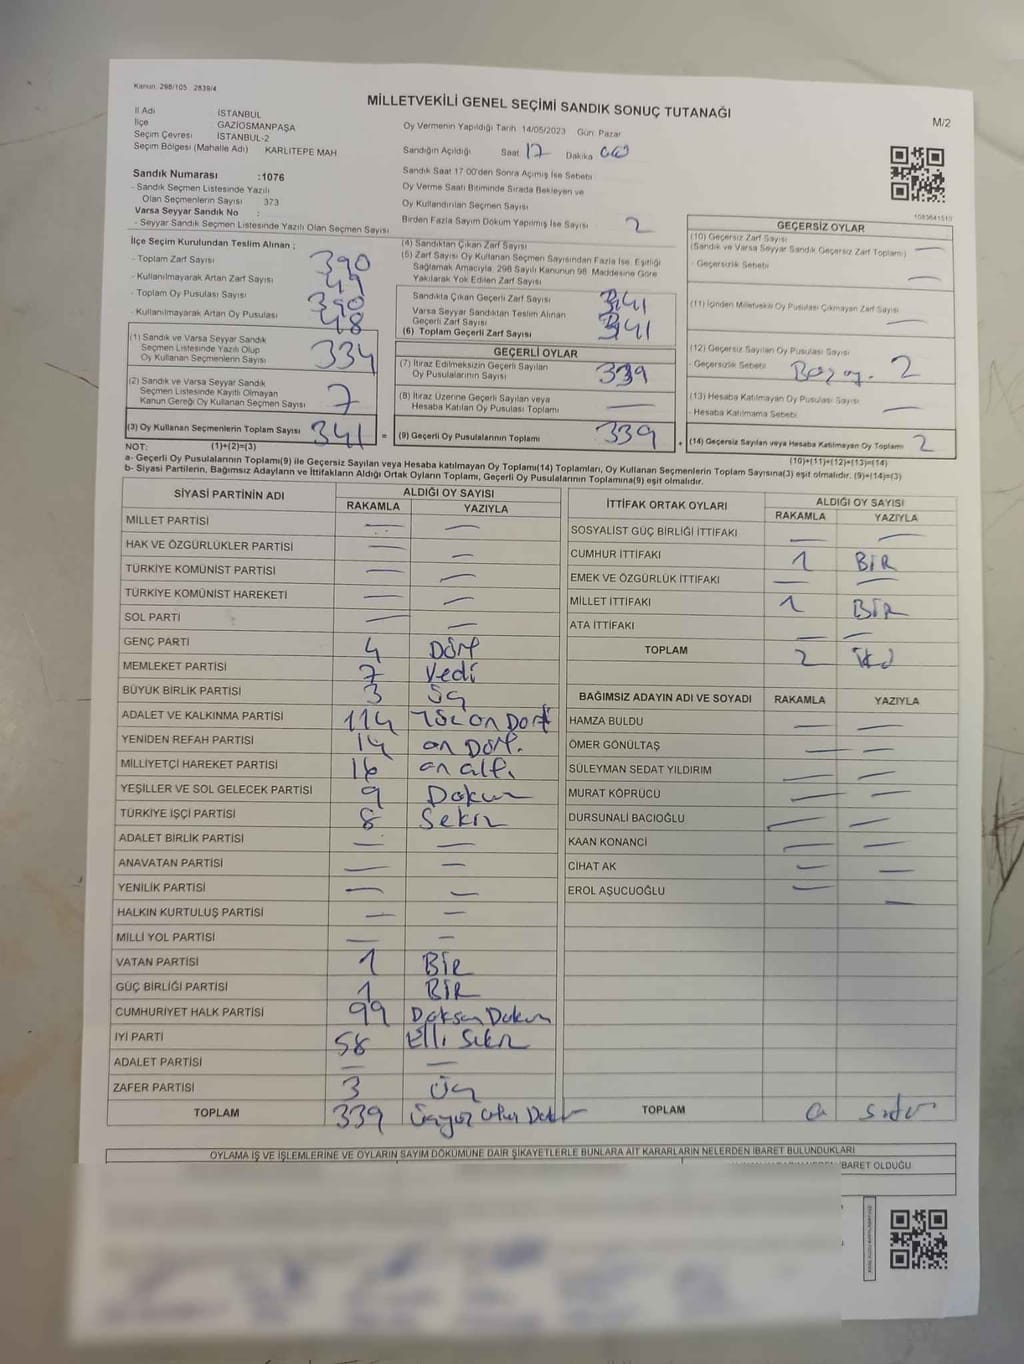 Kanun: 298/105 2839/4
MİLLETVEKİLİ GENEL SEÇİMİ SANDIK SONUÇ TUTANAĞI
M/2
İl Adı İSTANBUL
İlçe GAZİOSMANPAŞA
Seçim Çevresi İSTANBUL-2
Seçim Bölgesi (Mahalle Adı) KARLITEPE MAH
Oy Vermenin Yapıldığı Tarih 14/05/2023 Gün: Pazar
Sandığın Açıldığı Saat 17 Dakika 00
Sandık Saat 17:00'den Sonra Açımış İse Sebebi
Oy Verme Saati Bitiminde Sırada Bekleyen ve
Oy Kullandırılan Seçmen Sayısı
Birden Fazla Sayım Döküm Yapılmış İse Sayısı 2
Sandık Numarası :1076
- Sandık Seçmen Listesinde Yazılı
Olan Seçmenlerin Sayısı 373
Varsa Seyyar Sandık No :
- Seyyar Sandık Seçmen Listesinde Yazılı Olan Seçmen Sayısı
İlçe Seçim Kurulundan Teslim Alınan ;
- Toplam Zarf Sayısı 390
- Kullanılmayarak Artan Zarf Sayısı 49
- Toplam Oy Pusulası Sayısı 390
- Kullanılmayarak Artan Oy Pusulası 48
(1) Sandık ve Varsa Seyyar Sandık
Seçmen Listesinde Yazılı Olup
Oy Kullanan Seçmenlerin Sayısı 334
(2) Sandık ve Varsa Seyyar Sandık
Seçmen Listesinde Kayıtlı Olmayan
Kanun Gereği Oy Kullanan Seçmen Sayısı 7
(3) Oy Kullanan Seçmenlerin Toplam Sayısı 341 =
(4) Sandıktan Çıkan Zarf Sayısı
(5) Zarf Sayısı Oy Kullanan Seçmen Sayısından Fazla İse, Eşitliği
Sağlamak Amacıyla, 298 Sayılı Kanunun 98. Maddesine Göre
Yakılarak Yok Edilen Zarf Sayısı
Sandıkta Çıkan Geçerli Zarf Sayısı 341
Varsa Seyyar Sandıktan Teslim Alınan
Geçerli Zarf Sayısı
(6) Toplam Geçerli Zarf Sayısı 341
GEÇERLİ OYLAR
(7) İtiraz Edilmeksizin Geçerli Sayılan
Oy Pusulalarının Sayısı 339
(8) İtiraz Üzerine Geçerli Sayılan veya
Hesaba Katılan Oy Pusulası Toplamı —
(9) Geçerli Oy Pusulalarının Toplamı 339 +
1083641510
GEÇERSİZ OYLAR
(10) Geçersiz Zarf Sayısı
(Sandık ve Varsa Seyyar Sandık Geçersiz Zarf Toplamı) —
- Geçersizlik Sebebi —
(11) İçinden Milletvekili Oy Pusulası Çıkmayan Zarf Sayısı —
(12) Geçersiz Sayılan Oy Pusulası Sayısı 2
- Geçersizlik Sebebi
(13) Hesaba Katılmayan Oy Pusulası Sayısı —
- Hesaba Katılmama Sebebi —
(14) Geçersiz Sayılan veya Hesaba Katılmayan Oy Toplamı 2
NOT: (1)+(2)=(3)
(10)+(11)+(12)+(13)=(14)
a- Geçerli Oy Pusulalarının Toplamı(9) ile Geçersiz Sayılan veya Hesaba katılmayan Oy Toplamı(14) Toplamları, Oy Kullanan Seçmenlerin Toplam Sayısına(3) eşit olmalıdır. (9)+(14)=(3)
b- Siyasi Partilerin, Bağımsız Adayların ve İttifakların Aldığı Oyların Toplamı, Geçerli Oy Pusulalarının Toplamına(9) eşit olmalıdır.
SİYASİ PARTİNİN ADI ALDIĞI OY SAYISI
RAKAMLA YAZIYLA
MİLLET PARTİSİ — —
HAK VE ÖZGÜRLÜKLER PARTİSİ — —
TÜRKİYE KOMÜNİST PARTİSİ — —
TÜRKİYE KOMÜNİST HAREKETİ — —
SOL PARTİ — —
GENÇ PARTİ 4 Dört
MEMLEKET PARTİSİ 7 Yedi
BÜYÜK BİRLİK PARTİSİ 3 Üç
ADALET VE KALKINMA PARTİSİ 114 Yüz on Dört
YENİDEN REFAH PARTİSİ 14 on Dört.
MİLLİYETÇİ HAREKET PARTİSİ 16 on altı
YEŞİLLER VE SOL GELECEK PARTİSİ 9 Dokuz
TÜRKİYE İŞÇİ PARTİSİ 8 Sekiz
ADALET BİRLİK PARTİSİ — —
ANAVATAN PARTİSİ — —
YENİLİK PARTİSİ — —
HALKIN KURTULUŞ PARTİSİ — —
MİLLİ YOL PARTİSİ — —
VATAN PARTİSİ 1 BİR
GÜÇ BİRLİĞİ PARTİSİ 1 BİR
CUMHURİYET HALK PARTİSİ 99 Doksan Dokuz
İYİ PARTİ 58 Elli Sekiz
ADALET PARTİSİ — —
ZAFER PARTİSİ 3 Üç
TOPLAM 339 Üçyüz otuz Dokuz
İTTİFAK ORTAK OYLARI ALDIĞI OY SAYISI
RAKAMLA YAZIYLA
SOSYALİST GÜÇ BİRLİĞİ İTTİFAKI — —
CUMHUR İTTİFAKI 1 BİR
EMEK VE ÖZGÜRLÜK İTTİFAKI — —
MİLLET İTTİFAKI 1 BİR
ATA İTTİFAKI — —
TOPLAM 2 iki
BAĞIMSIZ ADAYIN ADI VE SOYADI RAKAMLA YAZIYLA
HAMZA BULDU — —
ÖMER GÖNÜLTAŞ — —
SÜLEYMAN SEDAT YILDIRIM — —
MURAT KÖPRÜCÜ — —
DURSUNALİ BACIOĞLU — —
KAAN KONANCİ — —
CİHAT AK — —
EROL AŞUCUOĞLU — —
TOPLAM 0 sıfır
OYLAMA İŞ VE İŞLEMLERİNE VE OYLARIN SAYIM DÖKÜMÜNE DAİR ŞİKAYETLERLE BUNLARA AİT KARARLARIN NELERDEN İBARET BULUNDUKLARI
İBARET OLDUĞU